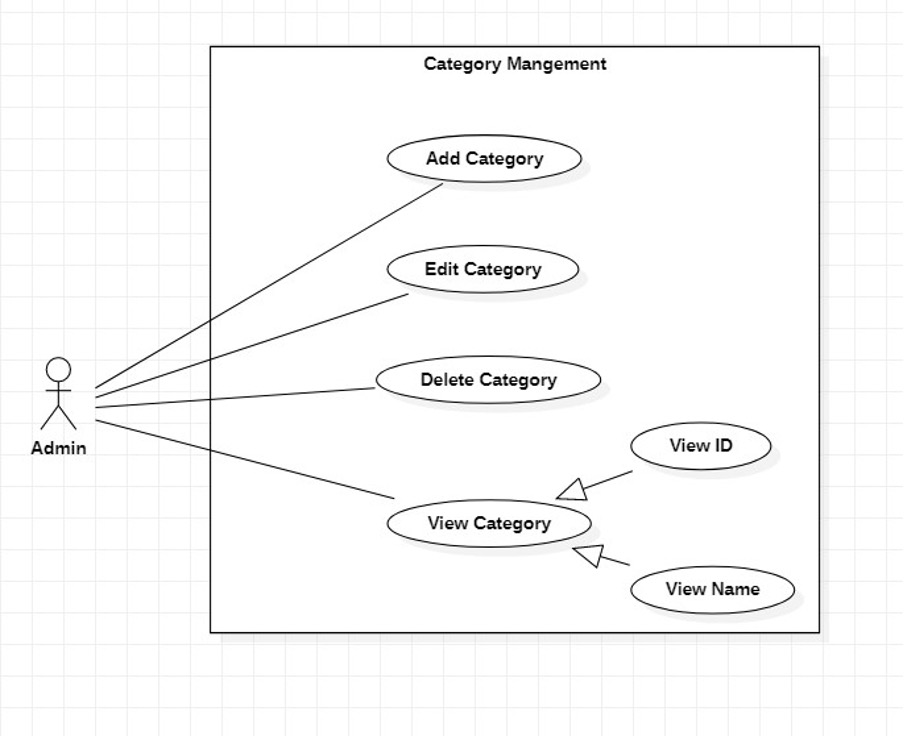 Category Mangement
Add Category
Edit Category
Delete Category
Admin
View ID
View Category
View Name